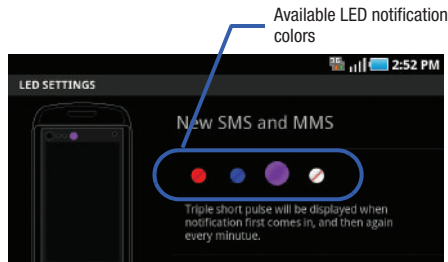 Available LED notification
colors
3G 2:52 PM
LED SETTINGS
New SMS and MMS
Triple short pulse will be displayed when
notification first comes in, and then again
every minutue.